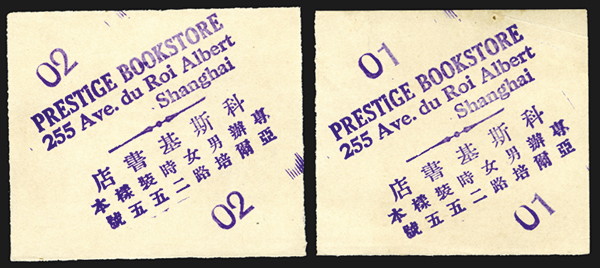 02
PRESTIGE BOOKSTORE
255 Ave. du Roi Albert
Shanghai
科斯基書店
專辦男女時裝樣本
亞爾培路二五五號
02
01
PRESTIGE BOOKSTORE
255 Ave. du Roi Albert
Shanghai
科斯基書店
專辦男女時裝樣本
亞爾培路二五五號
01